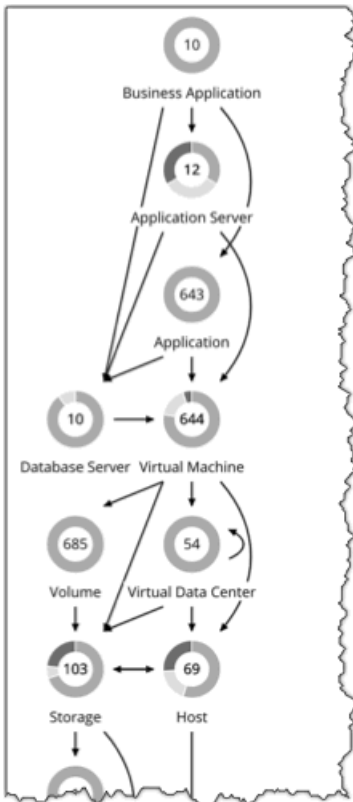 10
Business Application
12
Application Server
643
Application
10
644
Database Server
Virtual Machine
685
54
Volume
Virtual Data Center
103
69
Storage
Host